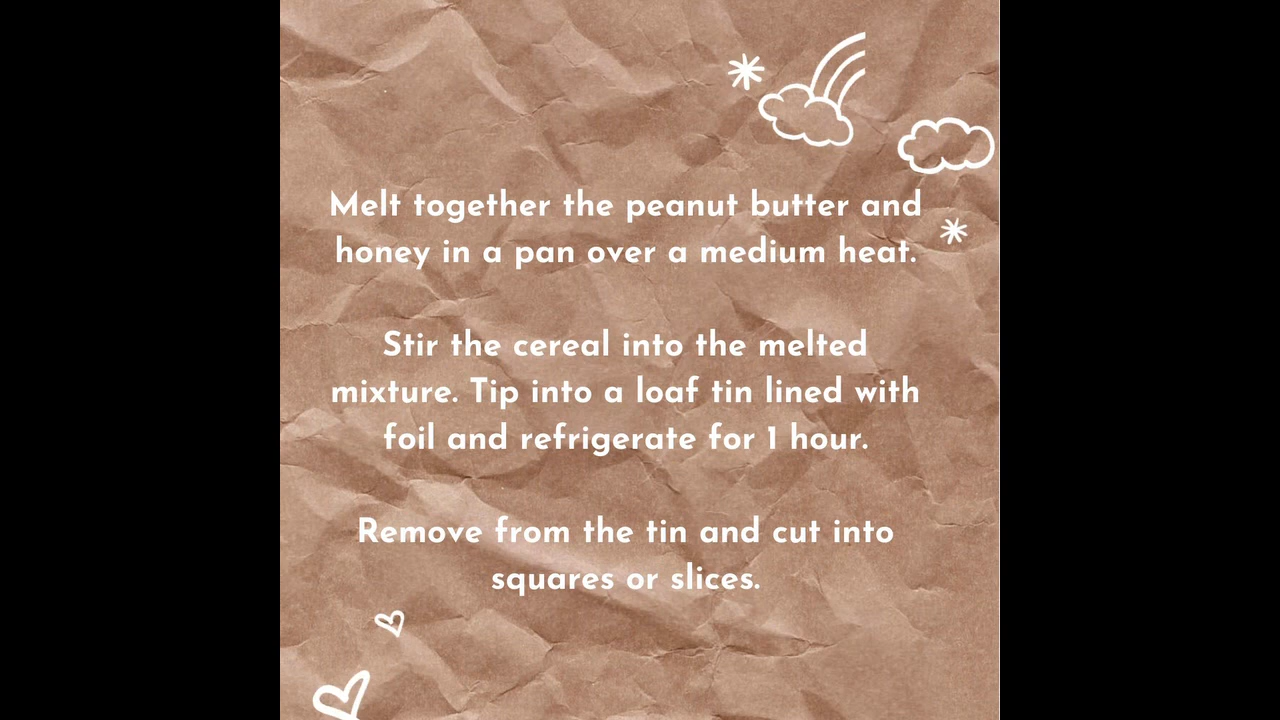 Melt together the peanut butter and
honey in a pan over a medium heat.
Stir the cereal into the melted
mixture. Tip into a loaf tin lined with
foil and refrigerate for 1 hour.
Remove from the tin and cut into
squares or slices.